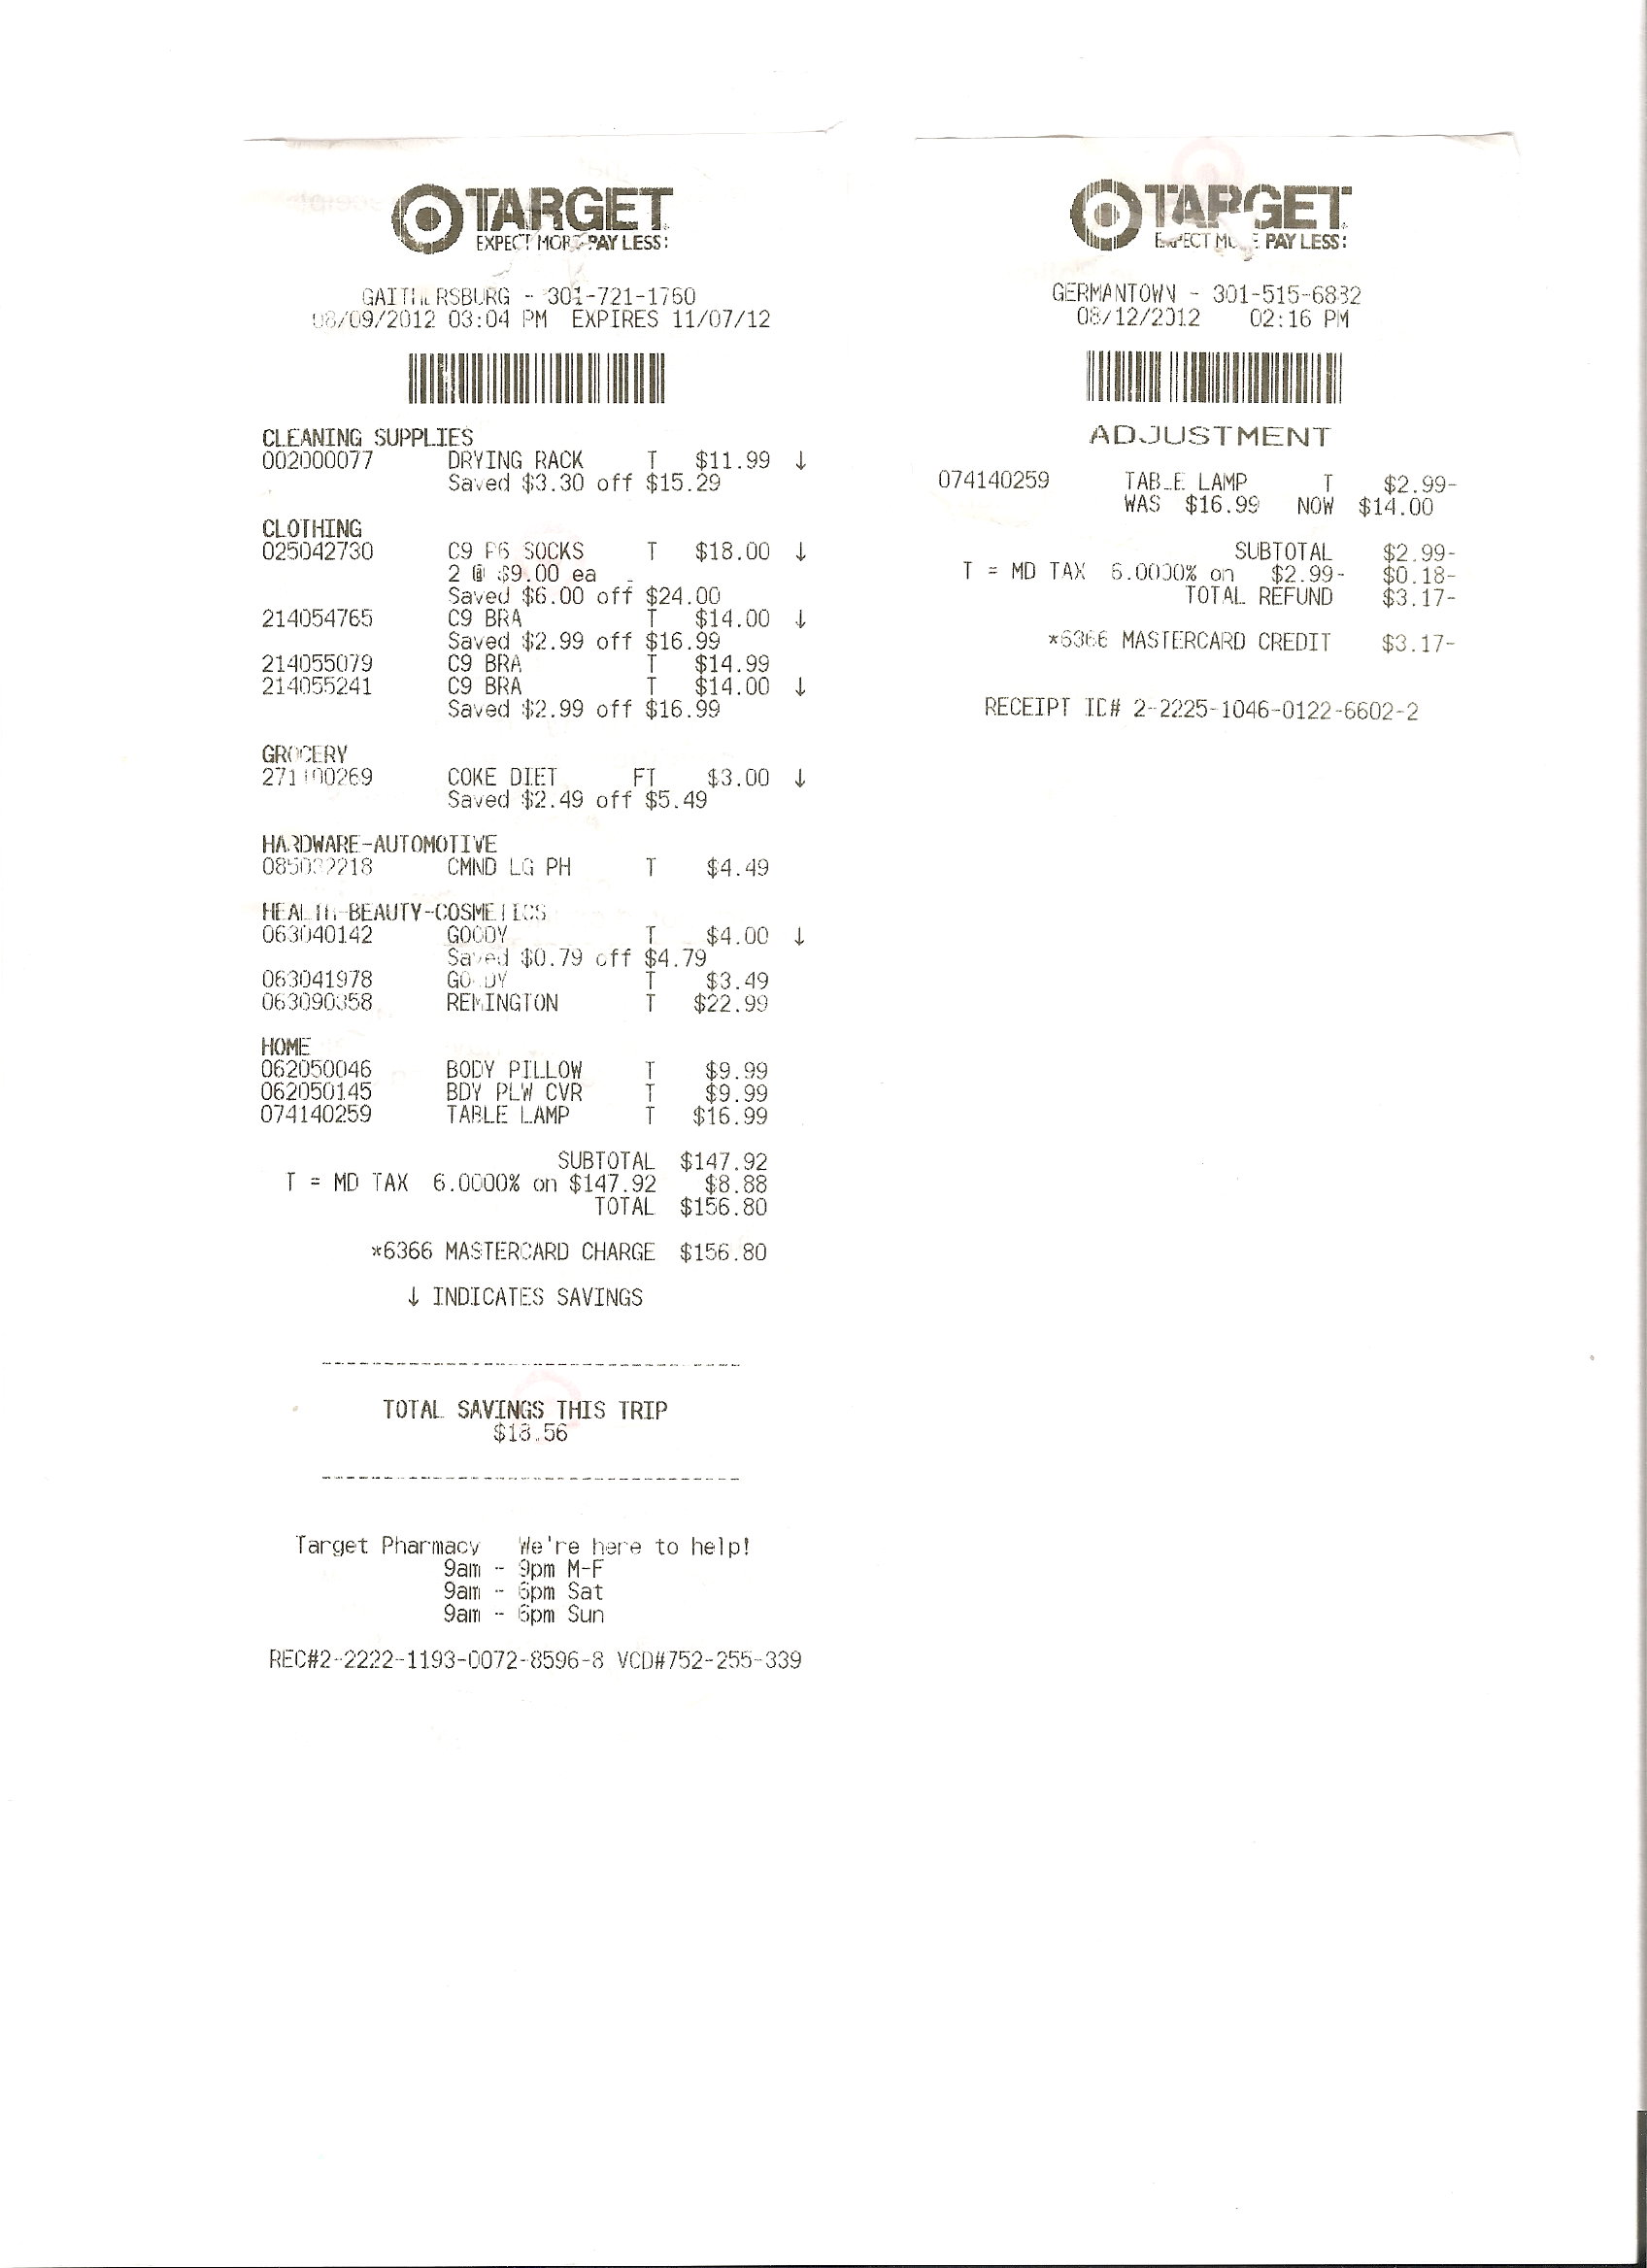 TARGET
EXPECT MORE PAY LESS.
GAITHERSBURG - 301-721-1760
08/09/2012 03:04 PM EXPIRES 11/07/12
CLEANING SUPPLIES
002000077 DRYING RACK T $11.99 ↓
Saved $3.30 off $15.29
CLOTHING
025042730 C9 P6 SOCKS T $18.00 ↓
2 @ $9.00 ea
Saved $6.00 off $24.00
214054765 C9 BRA T $14.00 ↓
Saved $2.99 off $16.99
214055079 C9 BRA T $14.99
214055241 C9 BRA T $14.00 ↓
Saved $2.99 off $16.99
GROCERY
COKE DIET FT $3.00 ↓
Saved $2.49 off $5.49
HARDWARE-AUTOMOTIVE
CMND LG PH T $4.49
HEALTH-BEAUTY-COSMETICS
063040142 GOODY T $4.00 ↓
Saved $0.79 off $4.79
063041978 GOODY T $3.49
063090358 REMINGTON T $22.99
HOME
062050046 BODY PILLOW T $9.99
062050145 BDY PLW CVR T $9.99
074140259 TABLE LAMP T $16.99
SUBTOTAL $147.92
T = MD TAX 6.0000% on $147.92 $8.88
TOTAL $156.80
*6366 MASTERCARD CHARGE $156.80
↓ INDICATES SAVINGS
TOTAL SAVINGS THIS TRIP
$18.56
Target Pharmacy We're here to help!
9am - 9pm M-F
9am - 6pm Sat
9am - 6pm Sun
REC#2-2222-1193-0072-8596-8 VCD#752-255-339
TARGET
EXPECT MORE PAY LESS.
GERMANTOWN - 301-515-6882
08/12/2012 02:16 PM
ADJUSTMENT
074140259 TABLE LAMP T $2.99-
WAS $16.99 NOW $14.00
SUBTOTAL $2.99-
T = MD TAX 6.0000% on $2.99- $0.18-
TOTAL REFUND $3.17-
*6366 MASTERCARD CREDIT $3.17-
RECEIPT ID# 2-2225-1046-0122-6602-2